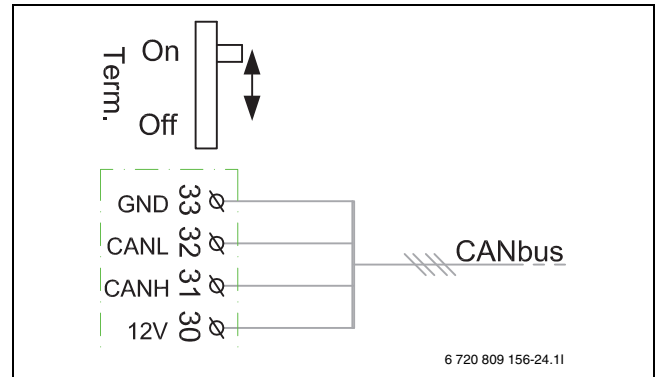 On
Term.
Off
GND 33
CANL 32
CANbus
CANH 31
12V 30
6 720 809 156-24.1I